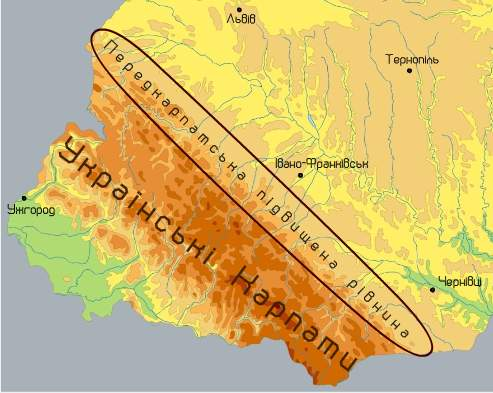 Львів
Тернопіль
Передкарпатська підвищена рівнина
Українські Карпати
Івано-Франківськ
Ужгород
Чернівці